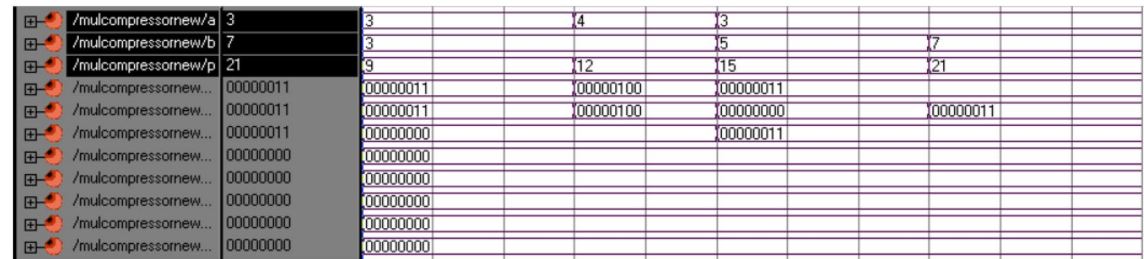 /mulcompressornew/a 3 3 4 3
/mulcompressornew/b 7 3 5 7
/mulcompressornew/p 21 9 12 15 21
/mulcompressornew... 00000011 00000011 00000100 00000011
/mulcompressornew... 00000011 00000011 00000100 00000000 00000011
/mulcompressornew... 00000011 00000000 00000011
/mulcompressornew... 00000000 00000000
/mulcompressornew... 00000000 00000000
/mulcompressornew... 00000000 00000000
/mulcompressornew... 00000000 00000000
/mulcompressornew... 00000000 00000000